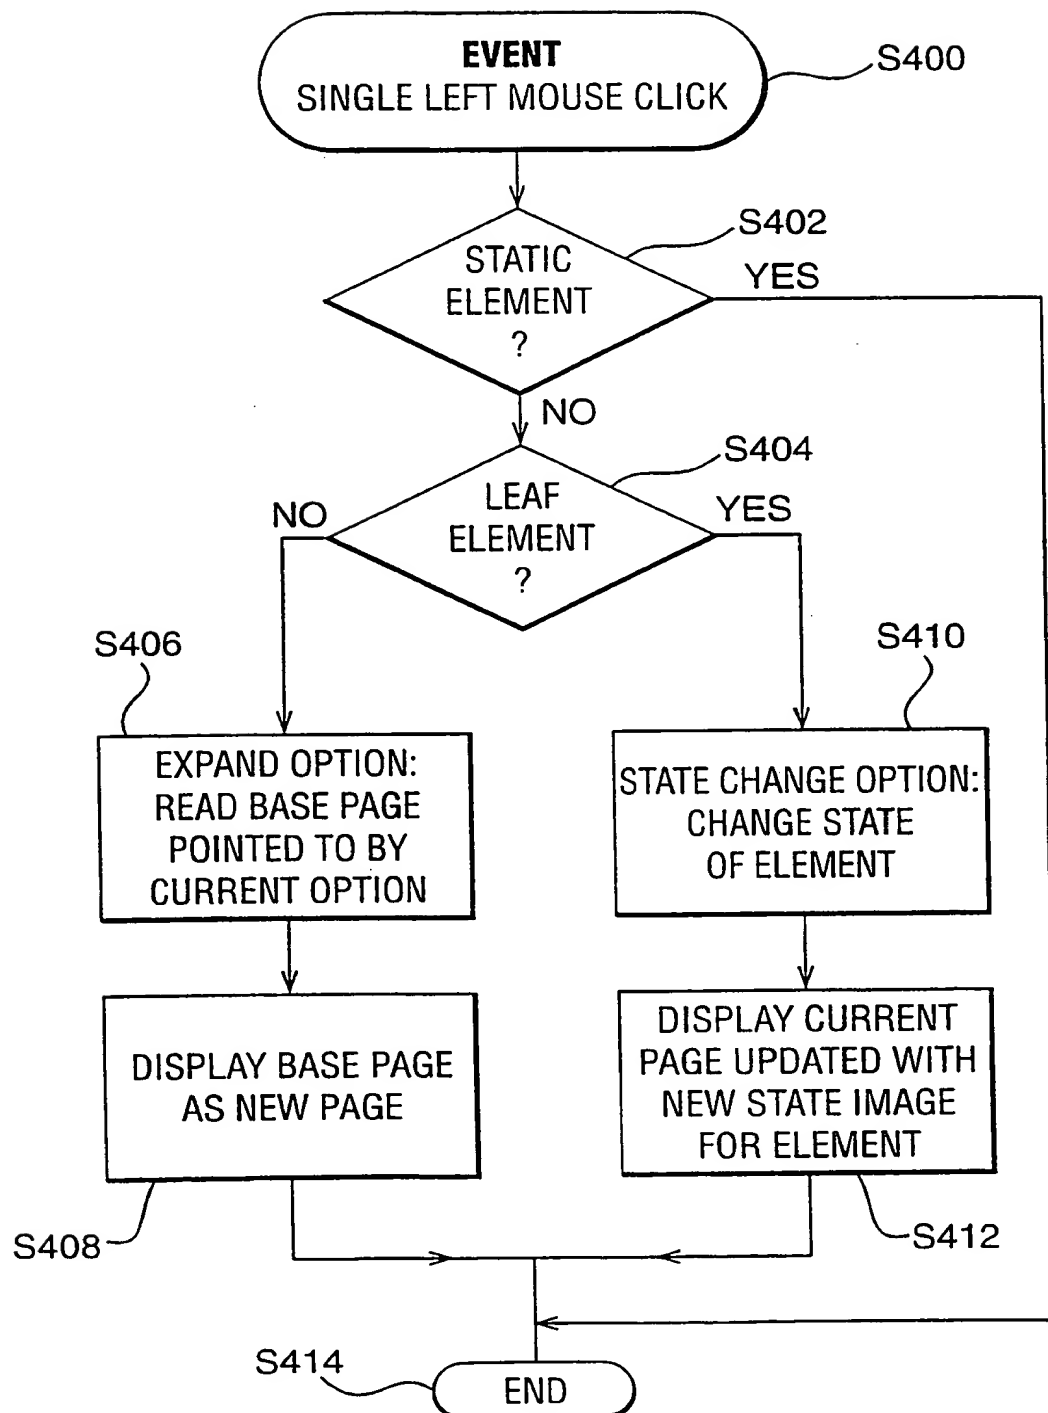 EVENT
SINGLE LEFT MOUSE CLICK
S400
S402
STATIC
ELEMENT
?
YES
NO
S404
LEAF
ELEMENT
?
NO
YES
S406
S410
EXPAND OPTION:
READ BASE PAGE
POINTED TO BY
CURRENT OPTION
STATE CHANGE OPTION:
CHANGE STATE
OF ELEMENT
DISPLAY BASE PAGE
AS NEW PAGE
DISPLAY CURRENT
PAGE UPDATED WITH
NEW STATE IMAGE
FOR ELEMENT
S408
S412
S414
END